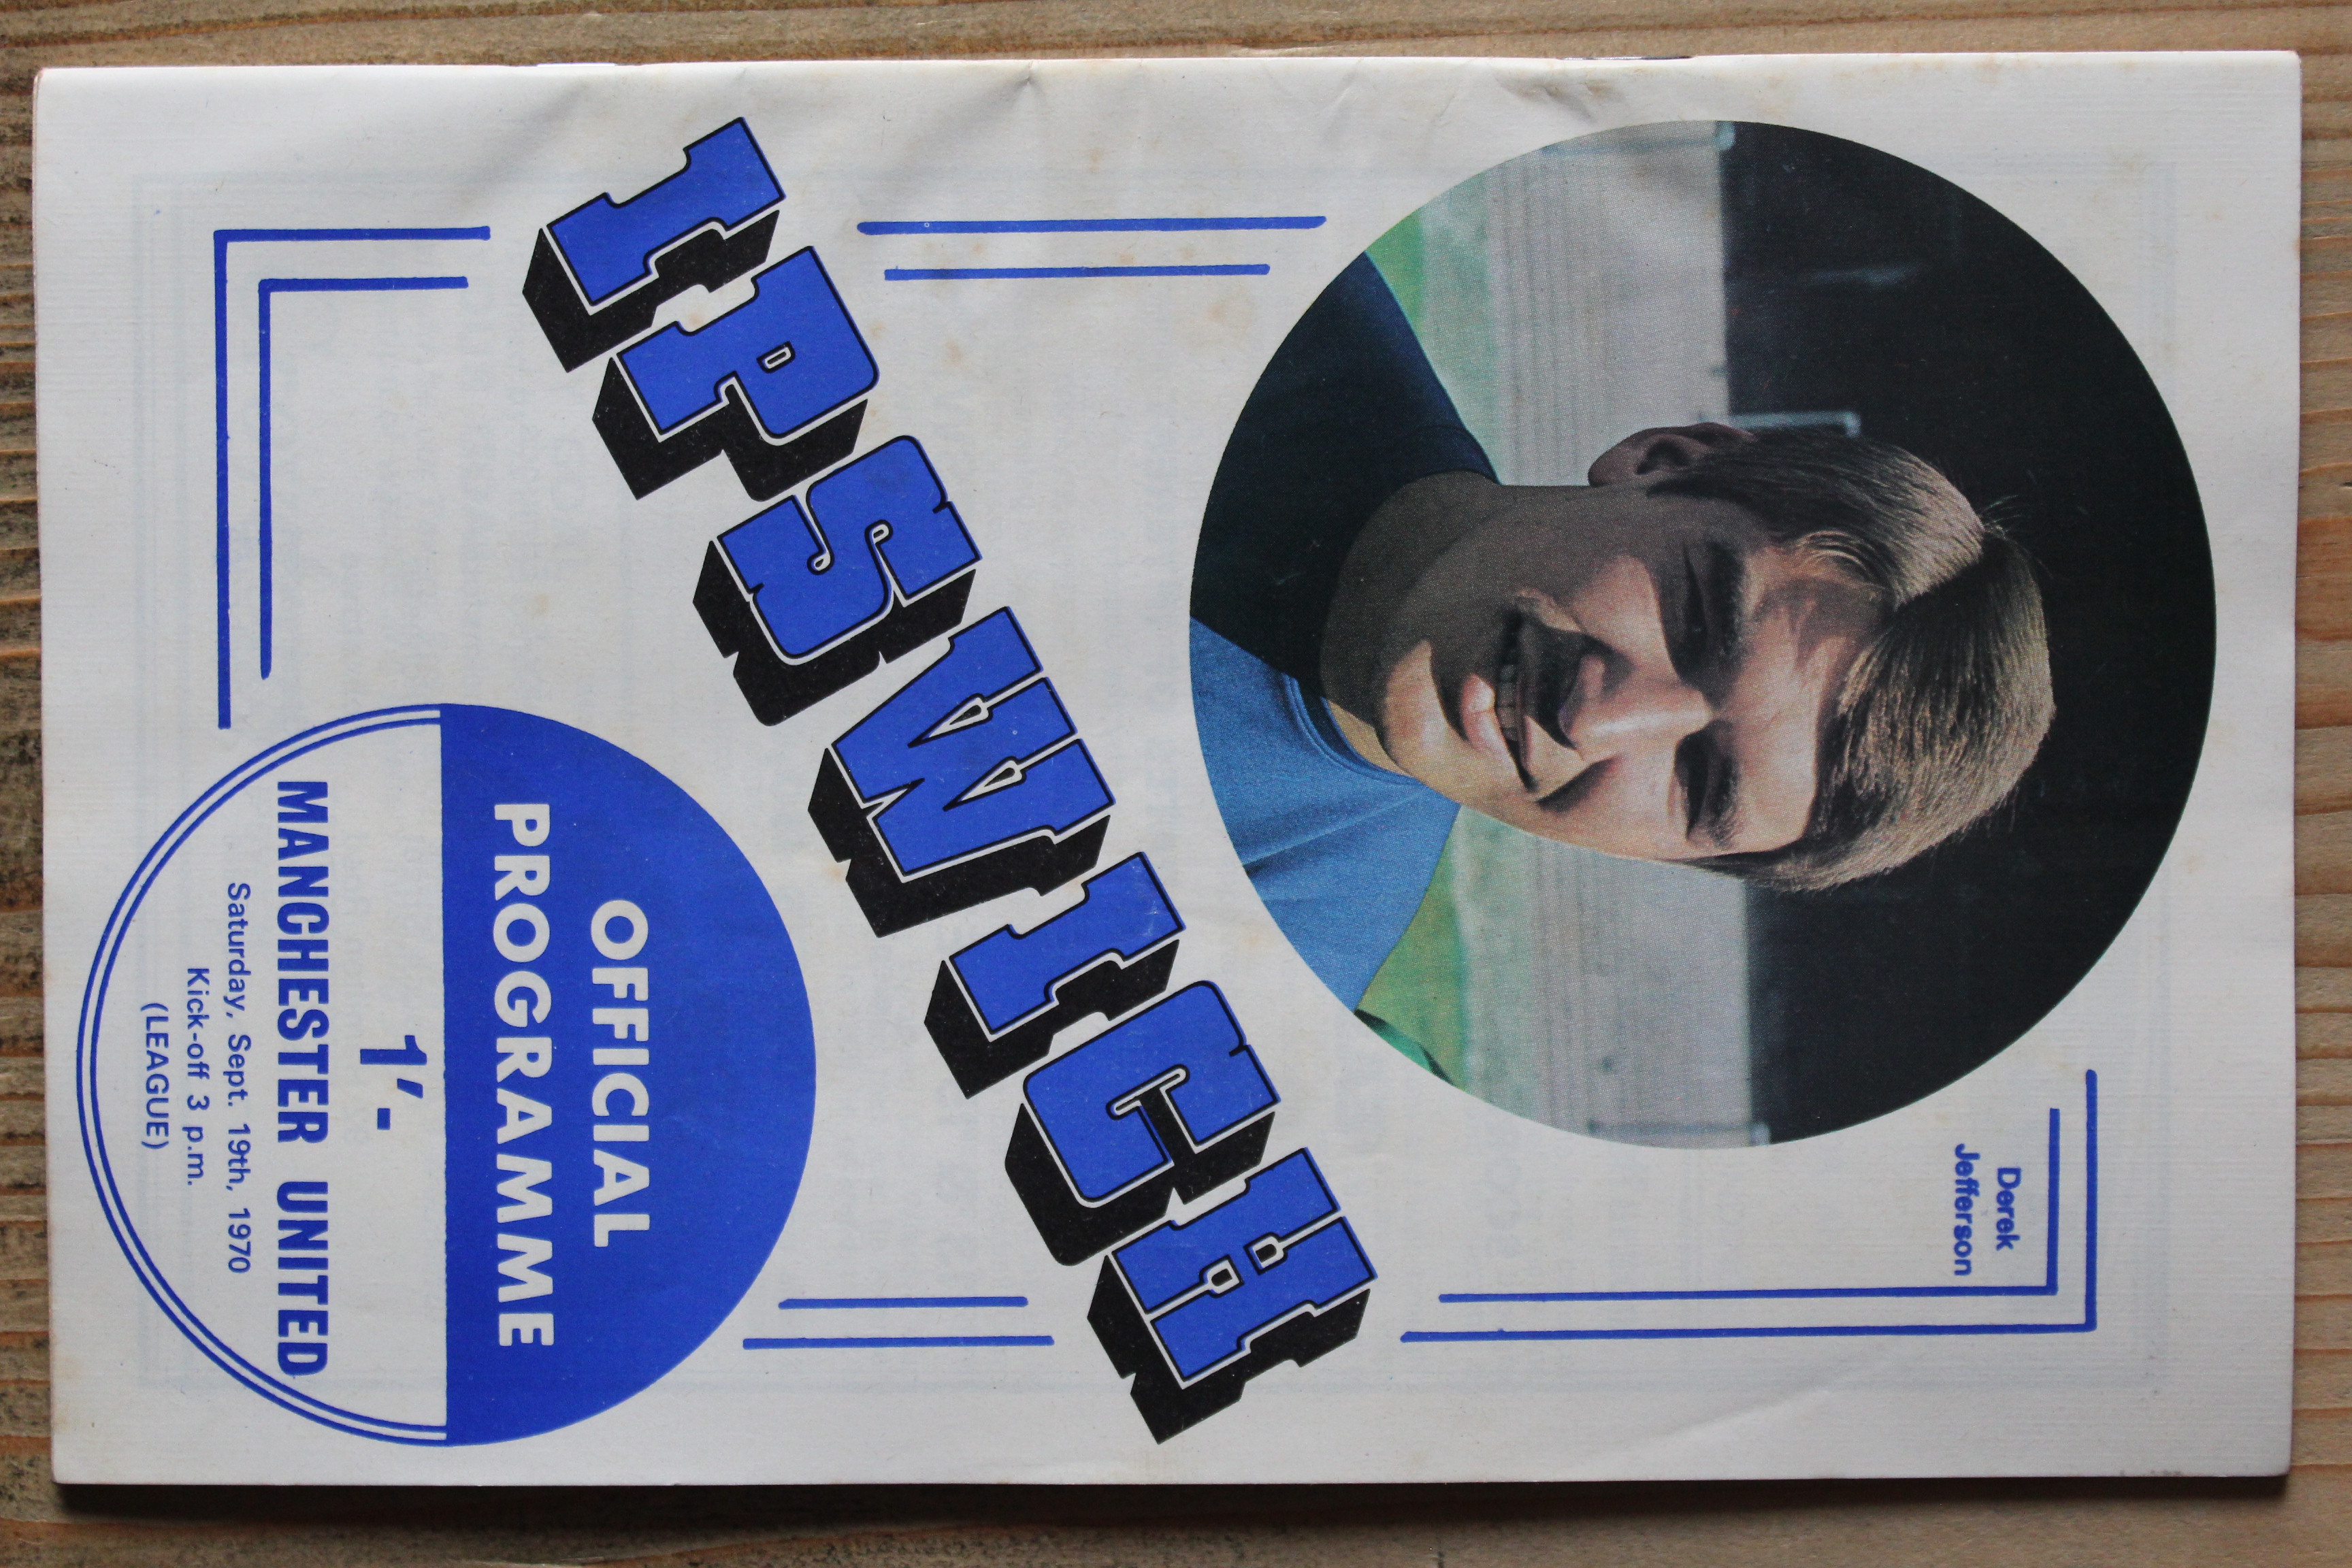 Derek
Jefferson
IPSWICH
OFFICIAL
PROGRAMME
1'-
MANCHESTER UNITED
Saturday, Sept. 19th, 1970
Kick-off 3 p.m.
(LEAGUE)